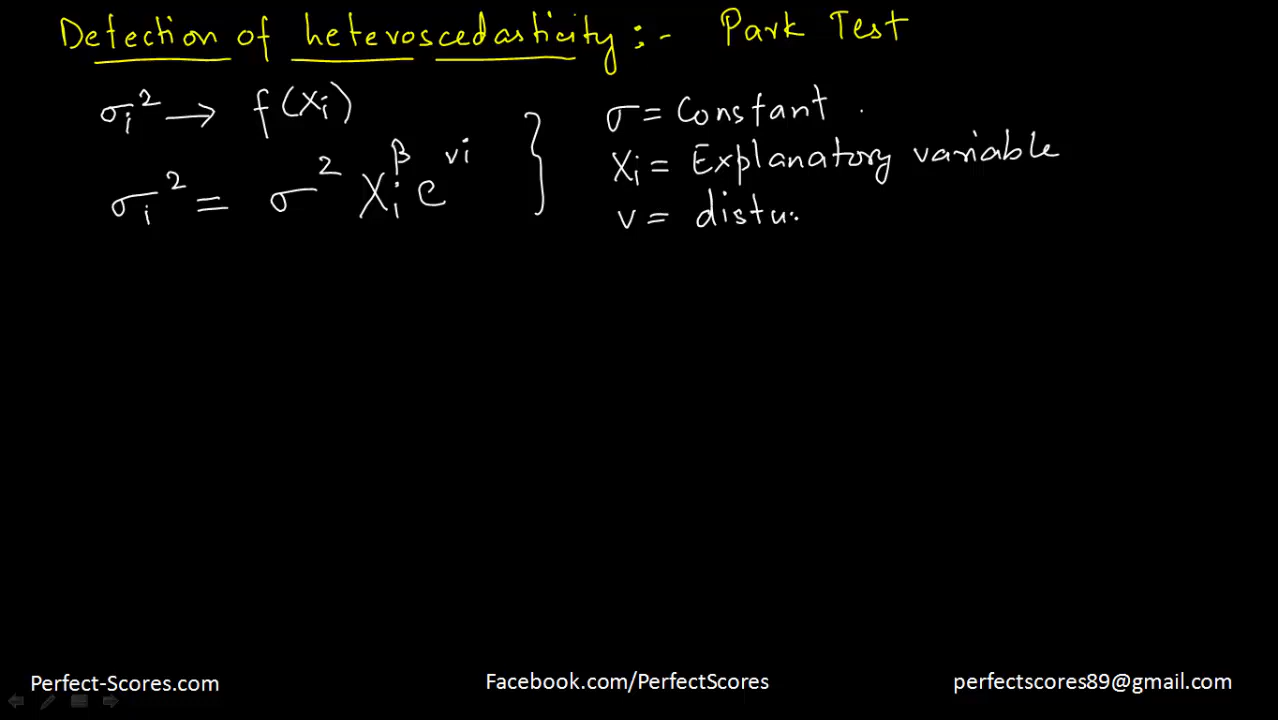 Detection of heteroscedasticity :- Park Test
σi² → f(Xi)
σi² = σ² Xi^β e^vi
σ = Constant .
Xi = Explanatory variable
v = distu
Perfect-Scores.com
Facebook.com/PerfectScores
perfectscores89@gmail.com